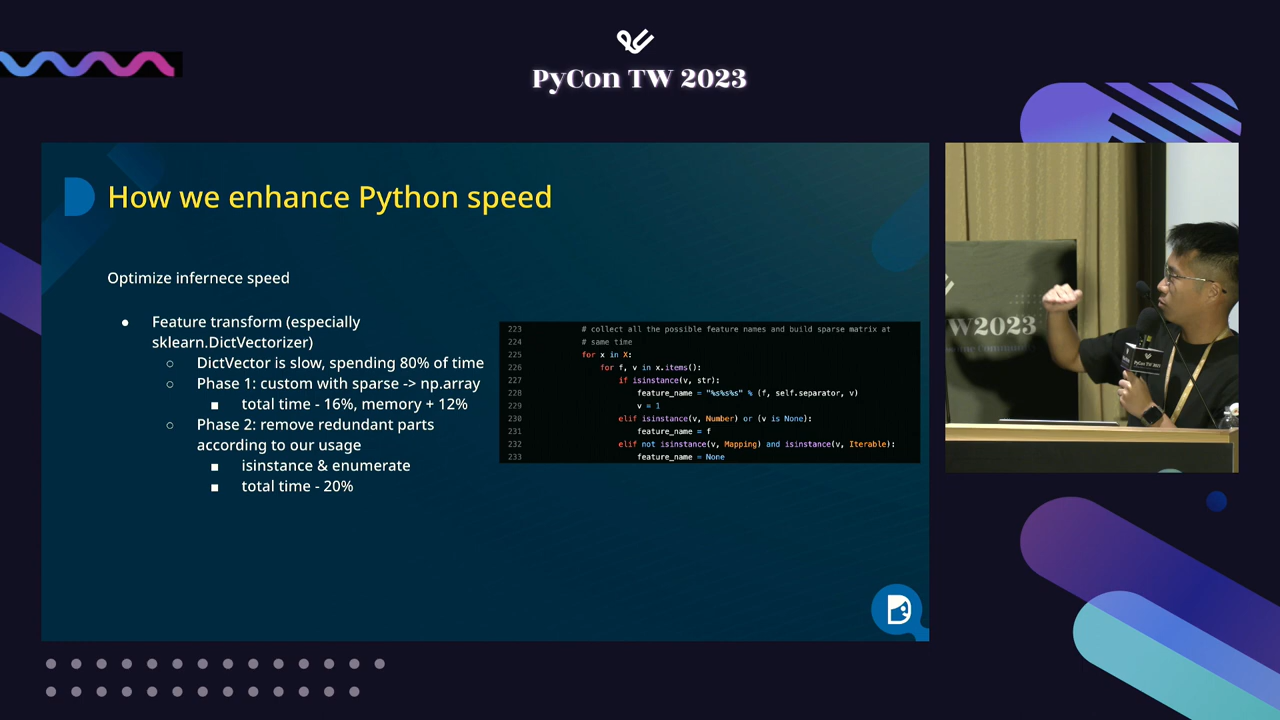 PyCon TW 2023
How we enhance Python speed
Optimize infernece speed
● Feature transform (especially
sklearn.DictVectorizer)
○ DictVector is slow, spending 80% of time
○ Phase 1: custom with sparse -> np.array
■ total time - 16%, memory + 12%
○ Phase 2: remove redundant parts
according to our usage
■ isinstance & enumerate
■ total time - 20%
223 # collect all the possible feature names and build sparse matrix at
224 # same time
225 for x in X:
226 for f, v in x.items():
227 if isinstance(v, str):
228 feature_name = "%s%s%s" % (f, self.separator, v)
229 v = 1
230 elif isinstance(v, Number) or (v is None):
231 feature_name = f
232 elif not isinstance(v, Mapping) and isinstance(v, Iterable):
233 feature_name = None
W2023
PyCon TW 2023